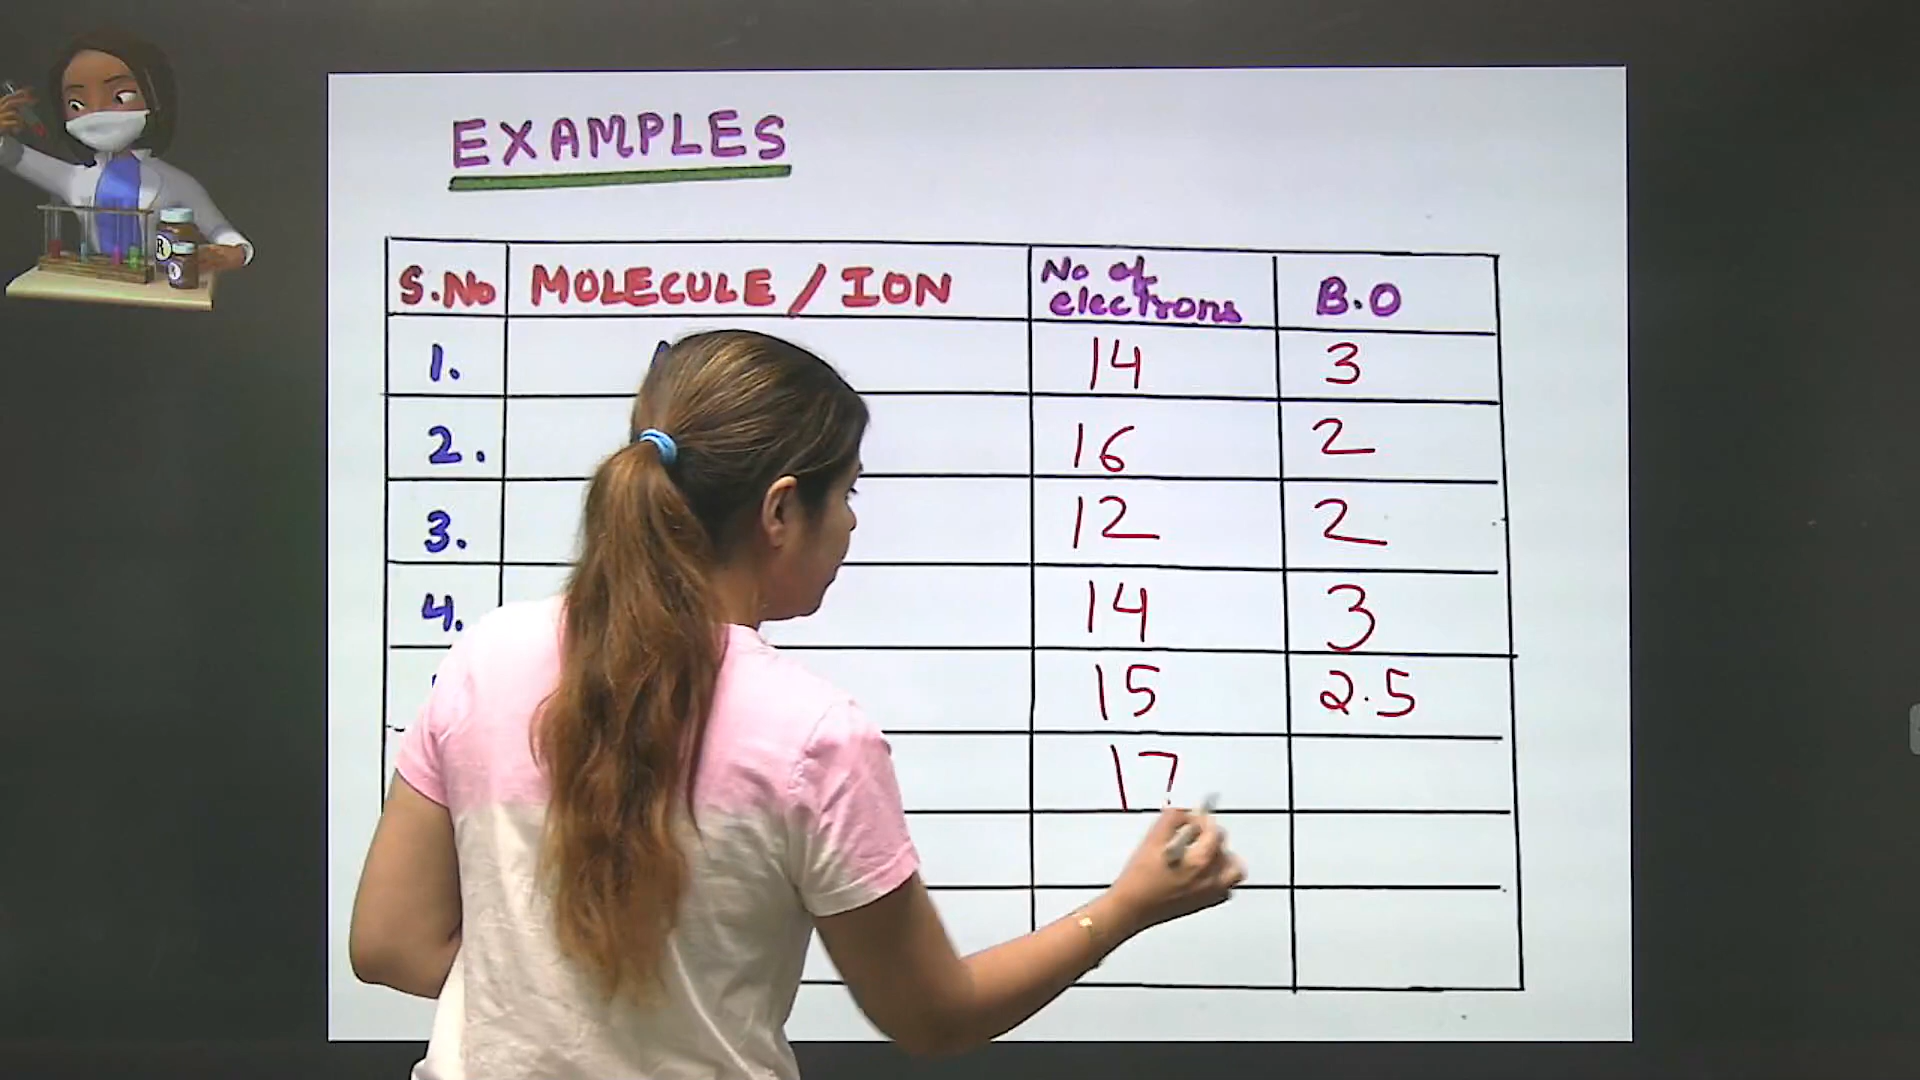 EXAMPLES
S.No MOLECULE / ION No of electrons B.O
1. 14 3
2. 16 2
3. 12 2
4. 14 3
15 2.5
17
R
R